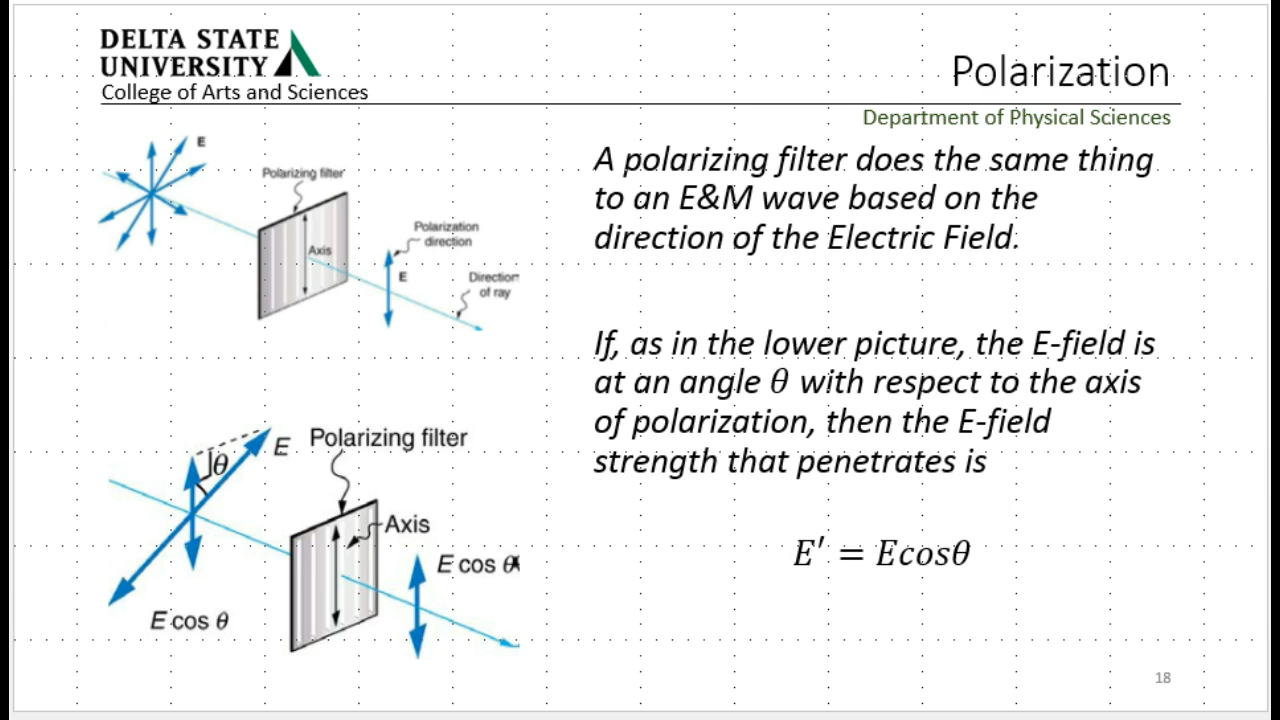 DELTA STATE
UNIVERSITY
College of Arts and Sciences
Polarization
Department of Physical Sciences
E
Polarizing filter
Axis
Polarization
direction
E
Direction
of ray
A polarizing filter does the same thing
to an E&M wave based on the
direction of the Electric Field.
If, as in the lower picture, the E-field is
at an angle θ with respect to the axis
of polarization, then the E-field
strength that penetrates is
E′ = Ecosθ
E
θ
Polarizing filter
Axis
E cos θ
E cos θ
18